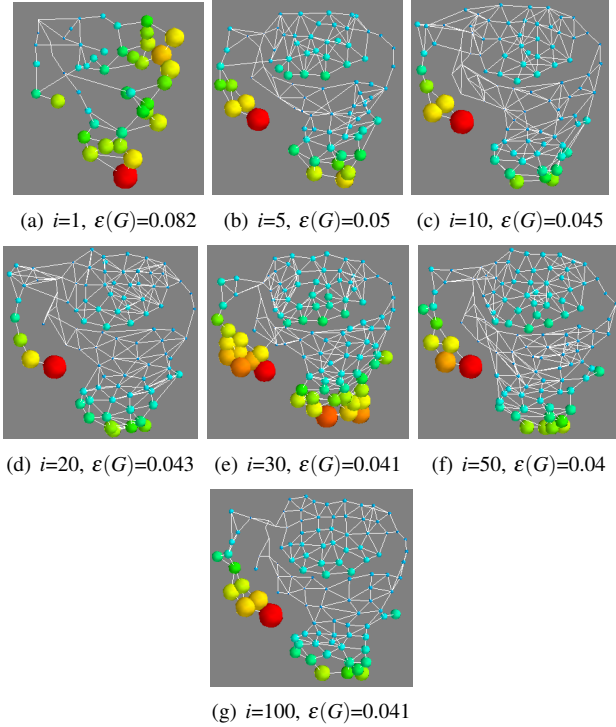 (a) i=1, ε(G)=0.082 (b) i=5, ε(G)=0.05 (c) i=10, ε(G)=0.045
(d) i=20, ε(G)=0.043 (e) i=30, ε(G)=0.041 (f) i=50, ε(G)=0.04
(g) i=100, ε(G)=0.041